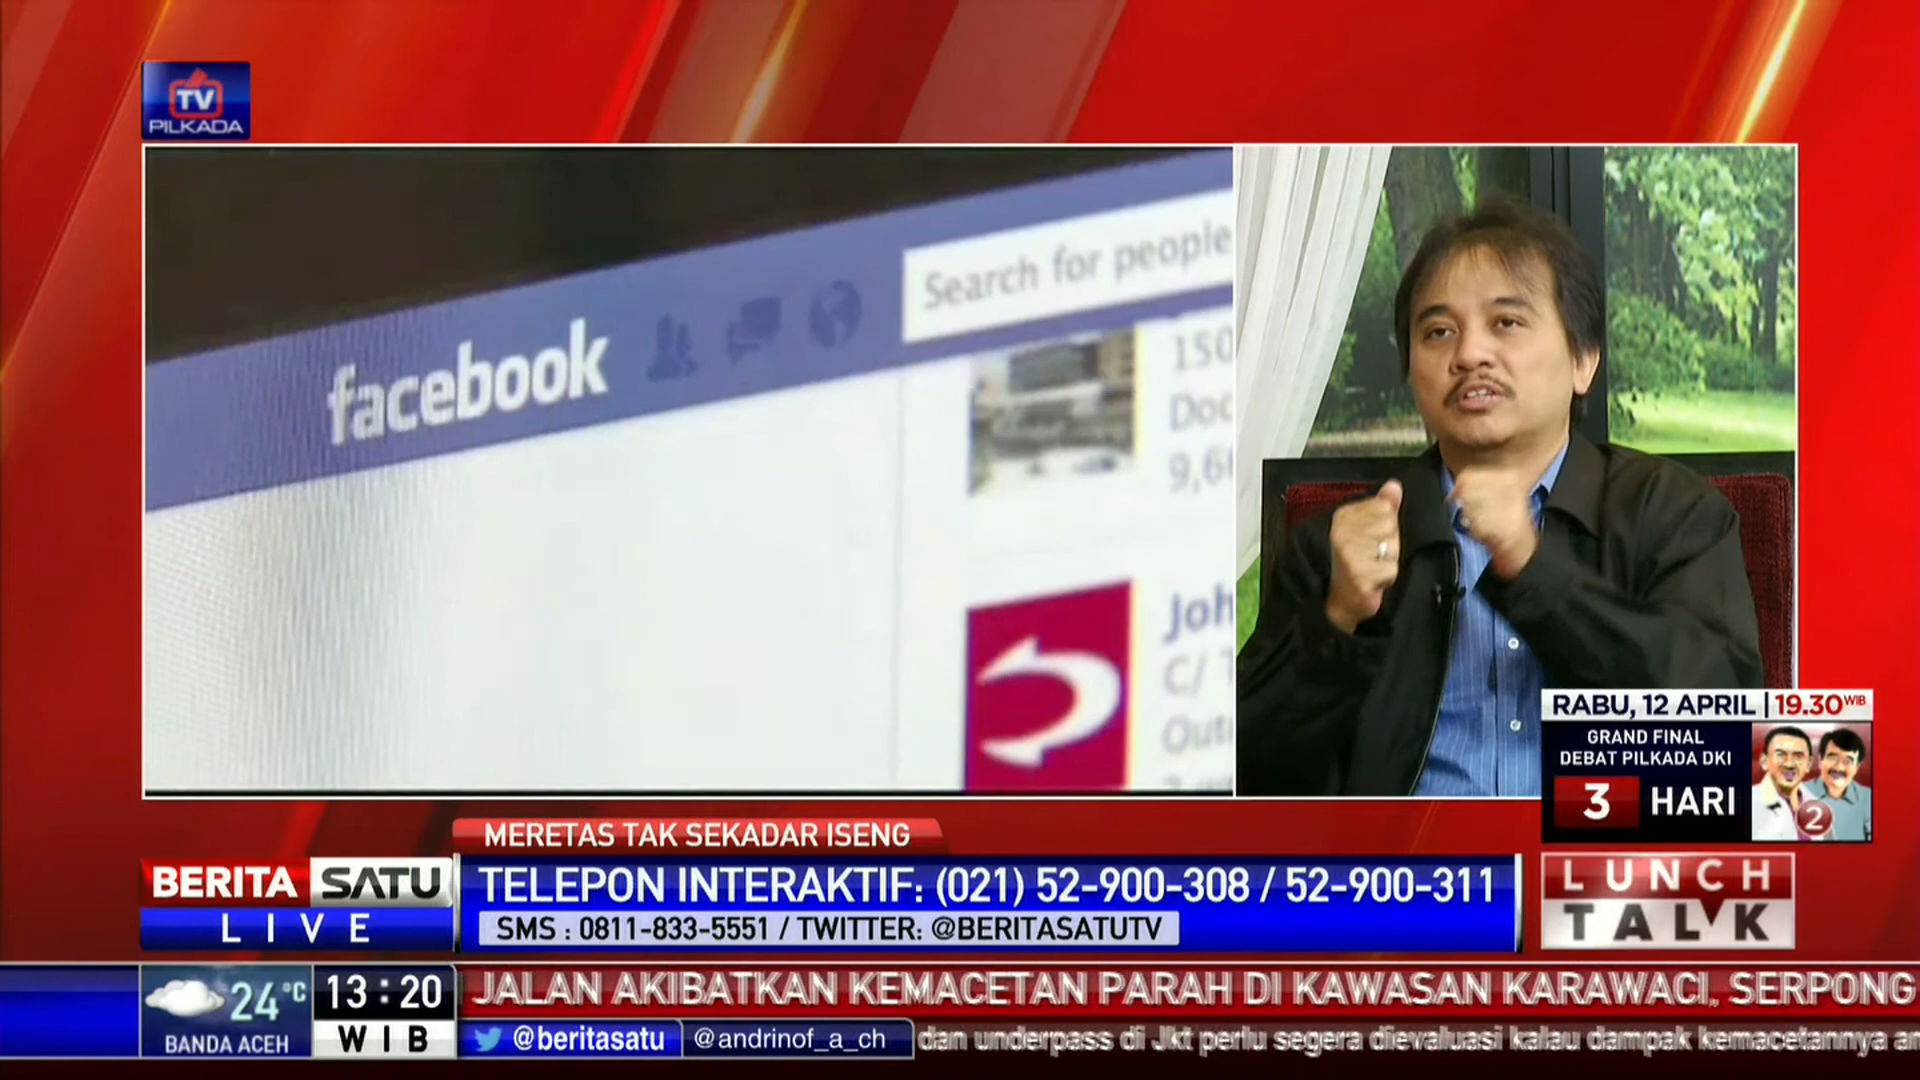 TV
PILKADA
facebook
Search for people
150
Doc
Joh
C/
RABU, 12 APRIL | 19.30 WIB
GRAND FINAL
DEBAT PILKADA DKI
3 HARI
2
MERETAS TAK SEKADAR ISENG
BERITA SATU
LIVE
TELEPON INTERAKTIF: (021) 52-900-308 / 52-900-311
SMS : 0811-833-5551 / TWITTER: @BERITASATUTV
LUNCH
TALK
24°C
BANDA ACEH
13:20
WIB
JALAN AKIBATKAN KEMACETAN PARAH DI KAWASAN KARAWACI, SERPONG
@beritasatu
@andrinof_a_ch
dan underpass di Jkt perlu segera dievaluasi kalau dampak kemacetannya